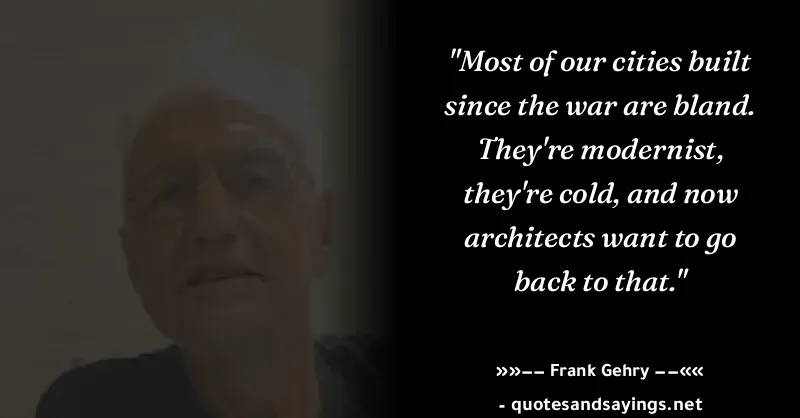 "Most of our cities built
since the war are bland.
They're modernist,
they're cold, and now
architects want to go
back to that."
»»−− Frank Gehry −−««
- quotesandsayings.net